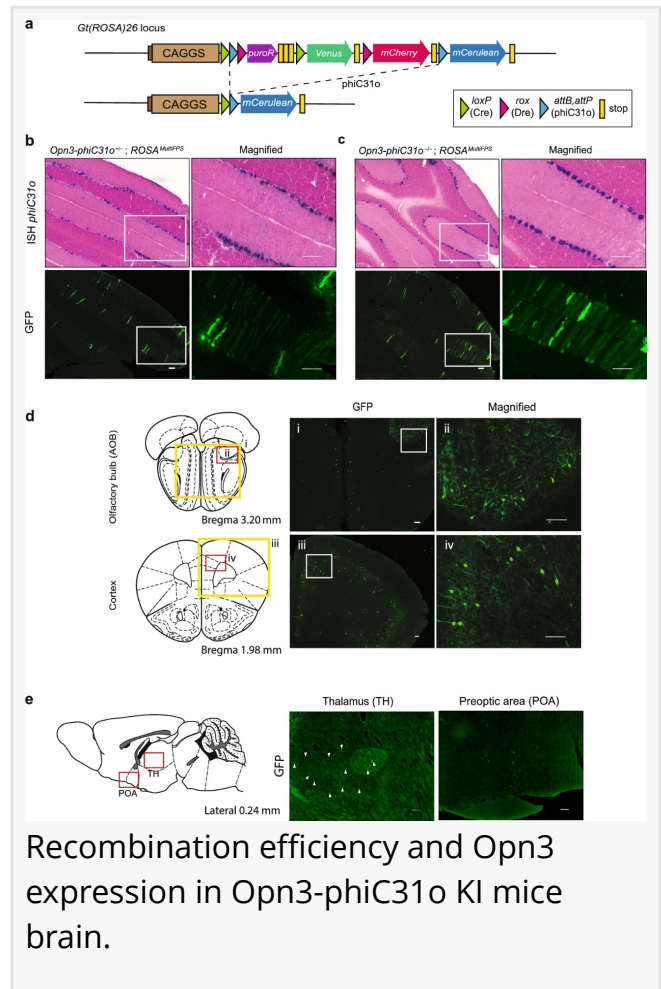 a
Gt(ROSA)26 locus
CAGGS puroR Venus mCherry mCerulean
phiC31o
CAGGS mCerulean
loxP (Cre) rox (Dre) attB,attP (phiC31o) stop
b
Opn3-phiC31o+/−; ROSAMultiFPS Magnified
c
Opn3-phiC31o−/−; ROSAMultiFPS Magnified
ISH phiC31o
GFP
d
GFP Magnified
Olfactory bulb (AOB)
i
ii
Bregma 3.20 mm
i
ii
Cortex
iii
iv
Bregma 1.98 mm
iii
iv
e
Thalamus (TH) Preoptic area (POA)
TH
POA
Lateral 0.24 mm
GFP
Recombination efficiency and Opn3
expression in Opn3-phiC31o KI mice
brain.